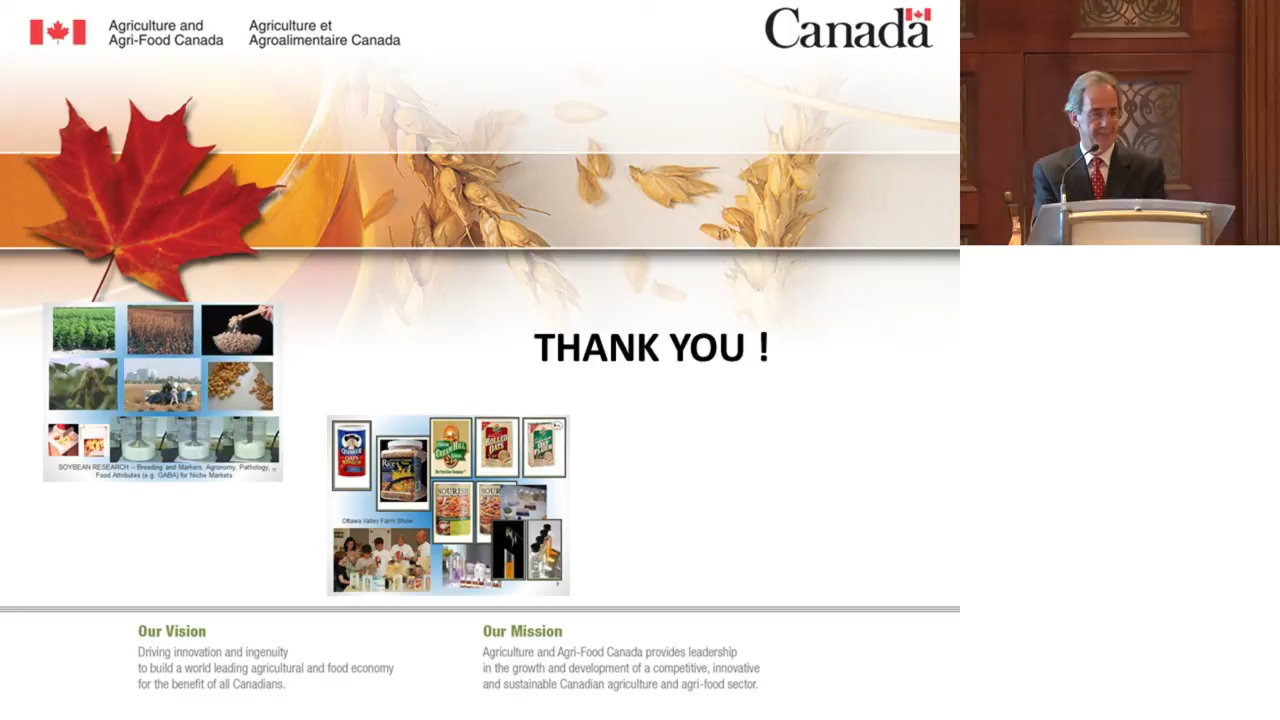 Agriculture and
Agri-Food Canada
Agriculture et
Agroalimentaire Canada
Canada
THANK YOU !
SOYBEAN RESEARCH – Breeding and Markers, Agronomy, Pathology,
Food Attributes (e.g. GABA) for Niche Markets
QUAKER
OATS
ROLLED
OATS
NOURISH
Ottawa Valley Farm Show
Our Vision
Driving innovation and ingenuity
to build a world leading agricultural and food economy
for the benefit of all Canadians.
Our Mission
Agriculture and Agri-Food Canada provides leadership
in the growth and development of a competitive, innovative
and sustainable Canadian agriculture and agri-food sector.